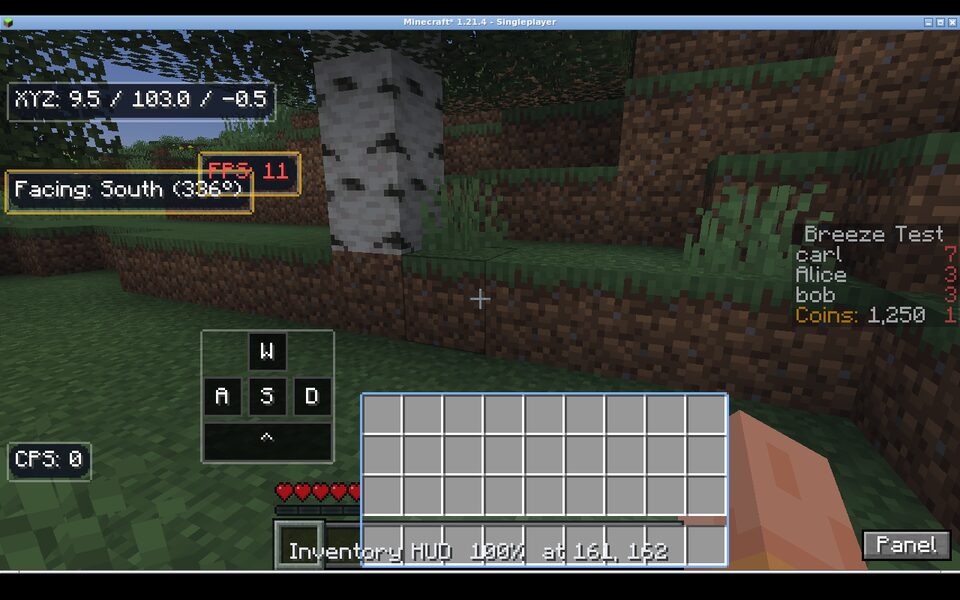 Minecraft* 1.21.4 - Singleplayer
XYZ: 9.5 / 103.0 / -0.5
FPS: 11
Facing: South (336°)
Breeze Test
carl 7
Alice 3
bob 3
Coins: 1,250 1
W
A S D
^
CPS: 0
Inventory HUD 100% at 161, 162
Panel